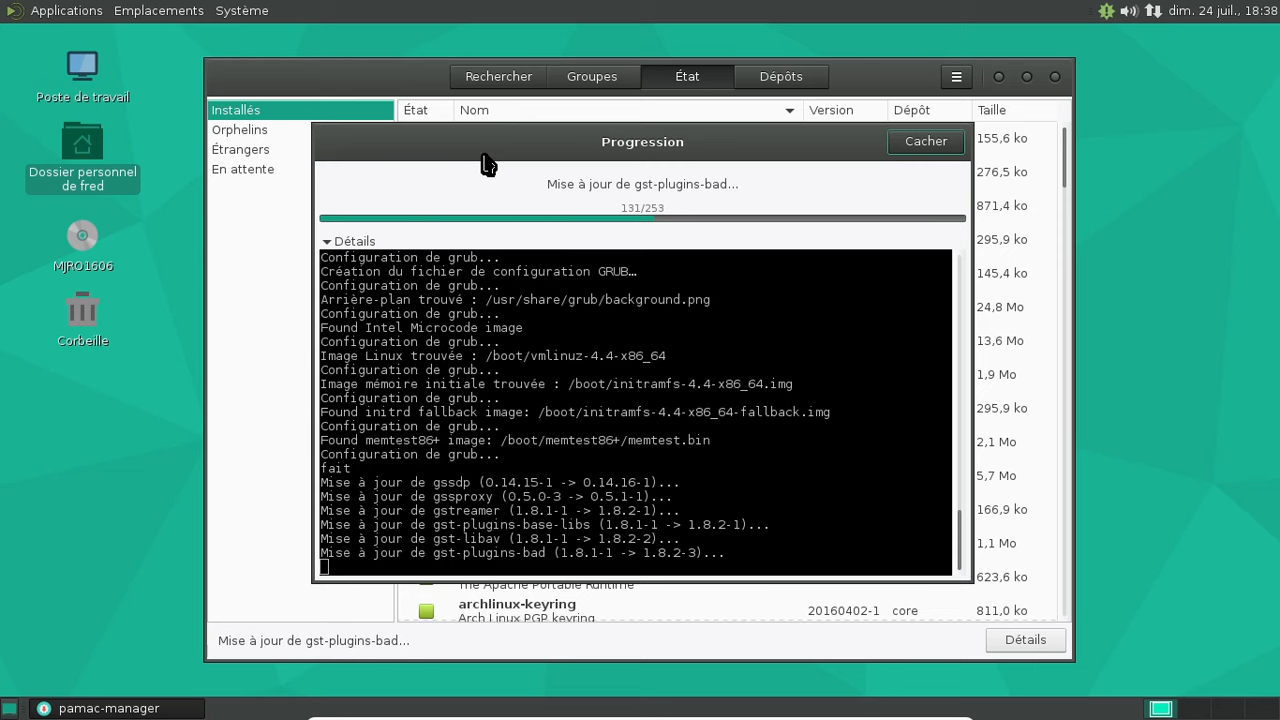 Applications Emplacements Système
dim. 24 juil., 18:38
Poste de travail
Dossier personnel
de fred
MJRO1606
Corbeille
Rechercher Groupes État Dépôts
Installés
Orphelins
Étrangers
En attente
État Nom Version Dépôt Taille
155,6 ko
276,5 ko
871,4 ko
295,9 ko
145,4 ko
24,8 Mo
13,6 Mo
1,9 Mo
295,9 ko
2,1 Mo
5,7 Mo
166,9 ko
1,1 Mo
623,6 ko
Progression
Cacher
Mise à jour de gst-plugins-bad...
131/253
Détails
Configuration de grub...
Création du fichier de configuration GRUB…
Configuration de grub...
Arrière-plan trouvé : /usr/share/grub/background.png
Configuration de grub...
Found Intel Microcode image
Configuration de grub...
Image Linux trouvée : /boot/vmlinuz-4.4-x86_64
Configuration de grub...
Image mémoire initiale trouvée : /boot/initramfs-4.4-x86_64.img
Configuration de grub...
Found initrd fallback image: /boot/initramfs-4.4-x86_64-fallback.img
Configuration de grub...
Found memtest86+ image: /boot/memtest86+/memtest.bin
Configuration de grub...
fait
Mise à jour de gssdp (0.14.15-1 -> 0.14.16-1)...
Mise à jour de gssproxy (0.5.0-3 -> 0.5.1-1)...
Mise à jour de gstreamer (1.8.1-1 -> 1.8.2-1)...
Mise à jour de gst-plugins-base-libs (1.8.1-1 -> 1.8.2-1)...
Mise à jour de gst-libav (1.8.1-1 -> 1.8.2-2)...
Mise à jour de gst-plugins-bad (1.8.1-1 -> 1.8.2-3)...
The Apache Portable Runtime
archlinux-keyring 20160402-1 core 811,0 ko
Arch Linux PGP keyring
Mise à jour de gst-plugins-bad...
Détails
pamac-manager